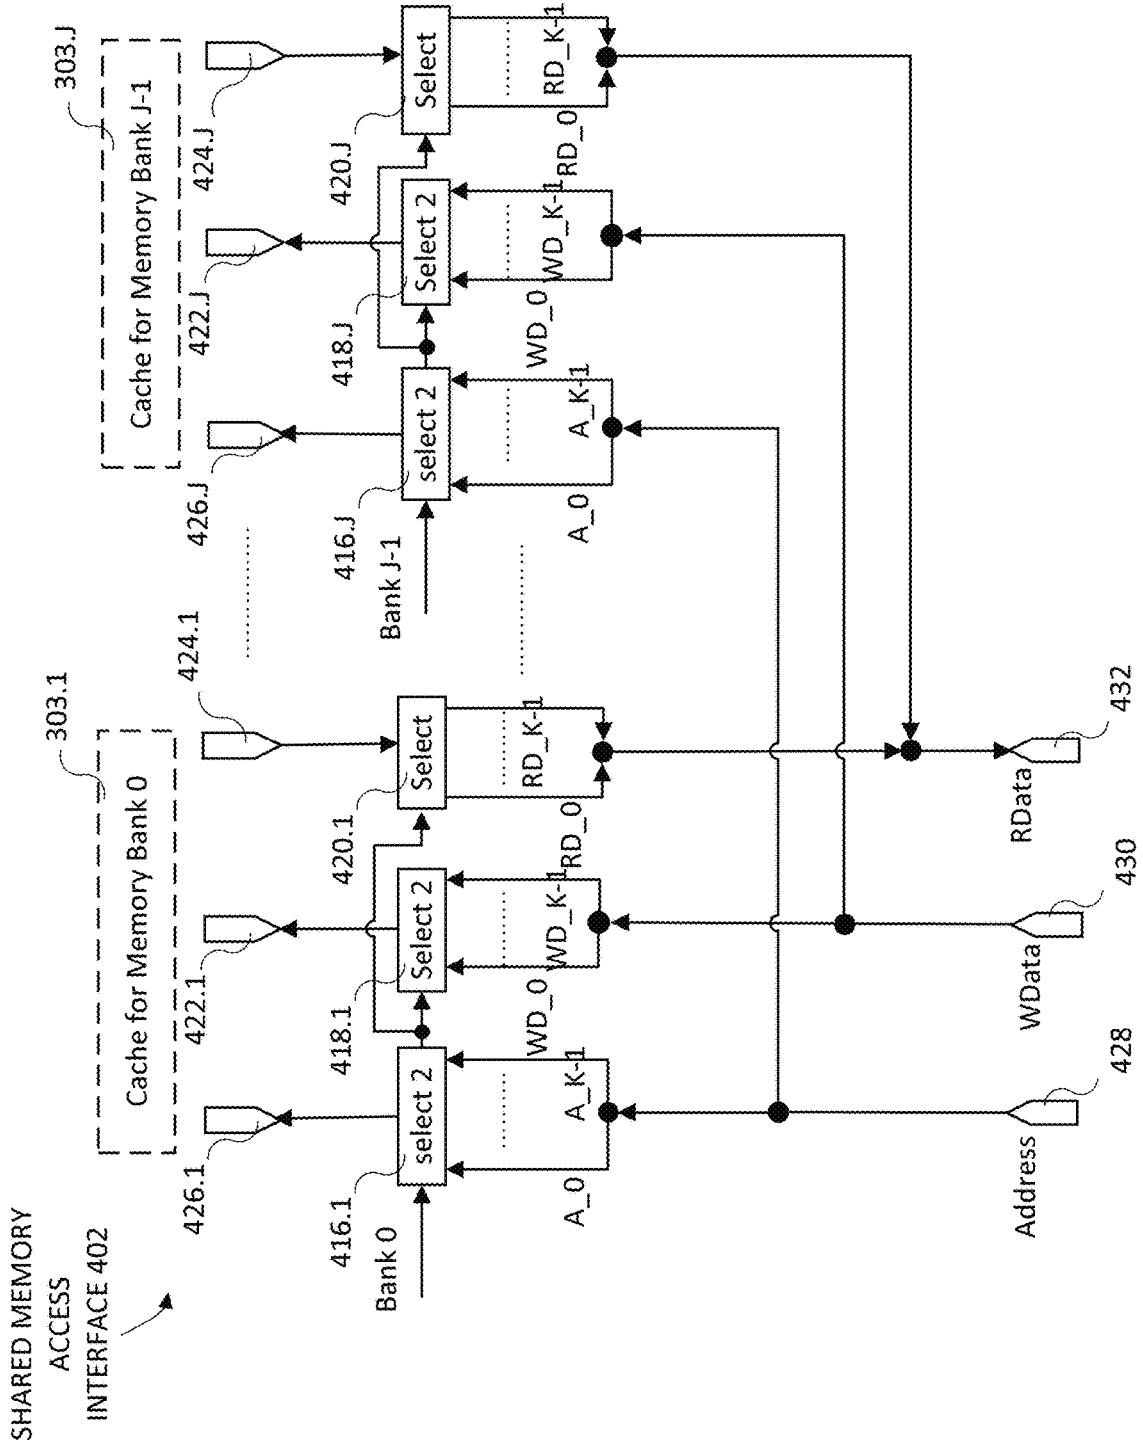 SHARED MEMORY
ACCESS
INTERFACE 402
303.1
Cache for Memory Bank 0
426.1
422.1
424.1
Bank 0
416.1
select 2
418.1
Select 2
420.1
Select
A_0
A_K-1
WD_0
WD_K-1
RD_0
RD_K-1
303.J
Cache for Memory Bank J-1
426.J
422.J
424.J
Bank J-1
416.J
select 2
418.J
Select 2
420.J
Select
A_0
A_K-1
WD_0
WD_K-1
RD_0
RD_K-1
Address
428
WData
430
RData
432